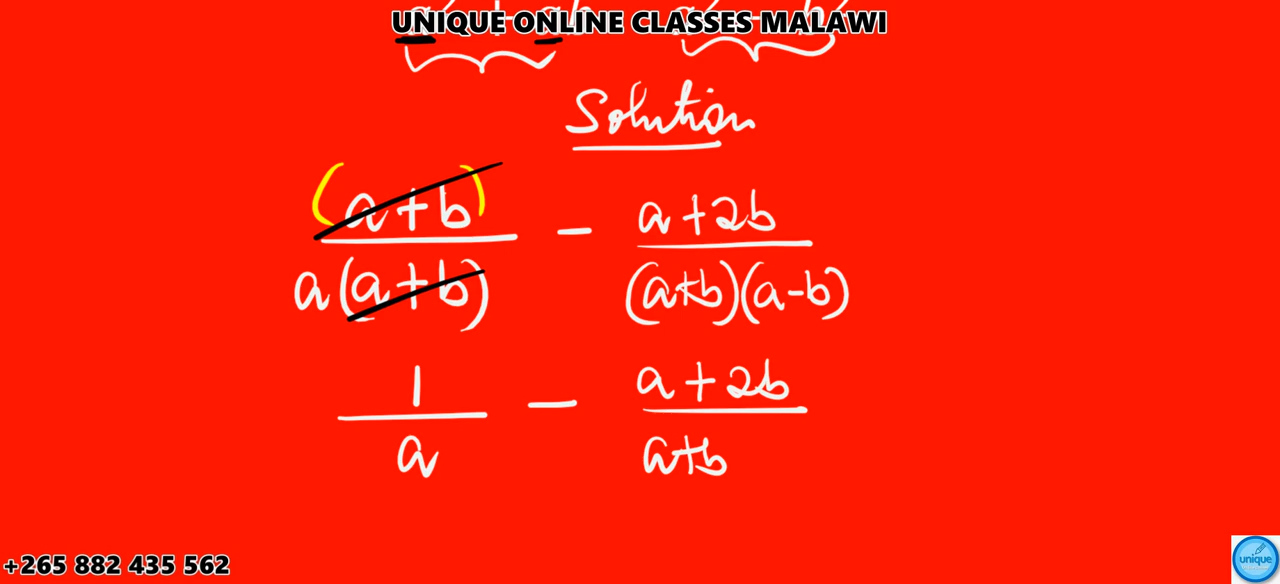 UNIQUE ONLINE CLASSES MALAWI
Solution
(a+b) / a(a+b) - a+2b / (a+b)(a-b)
1 / a - a+2b / a+b
+265 882 435 562
unique